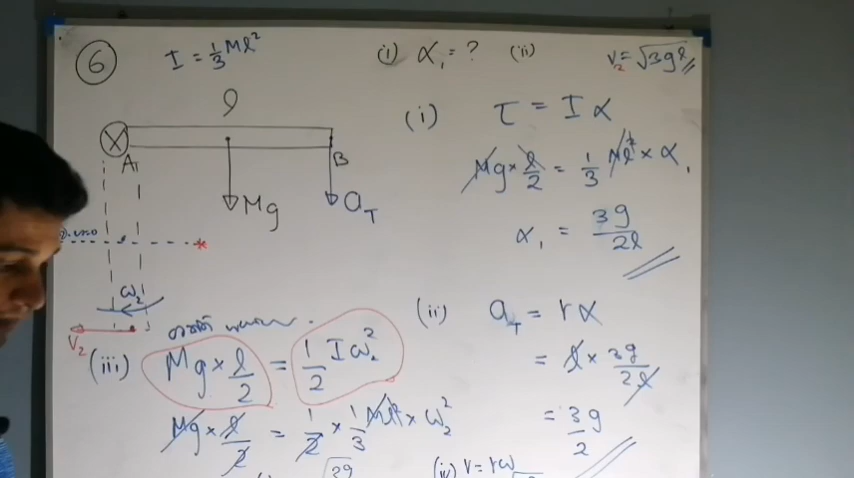 6 I = 1/3 Ml² (i) α₁ = ? (ii) V₂ = √3gl
l
A B
Mg a_T
ω₂
V₂
(i) τ = Iα
Mg × l/2 = 1/3 Ml² × α₁
α₁ = 3g/2l
(ii) a_T = rα
= l × 3g/2l
= 3g/2
(iii) Mg × l/2 = 1/2 Iω₂²
Mg × l/2 = 1/2 × 1/3 Ml² × ω₂²
(iv) V = rω